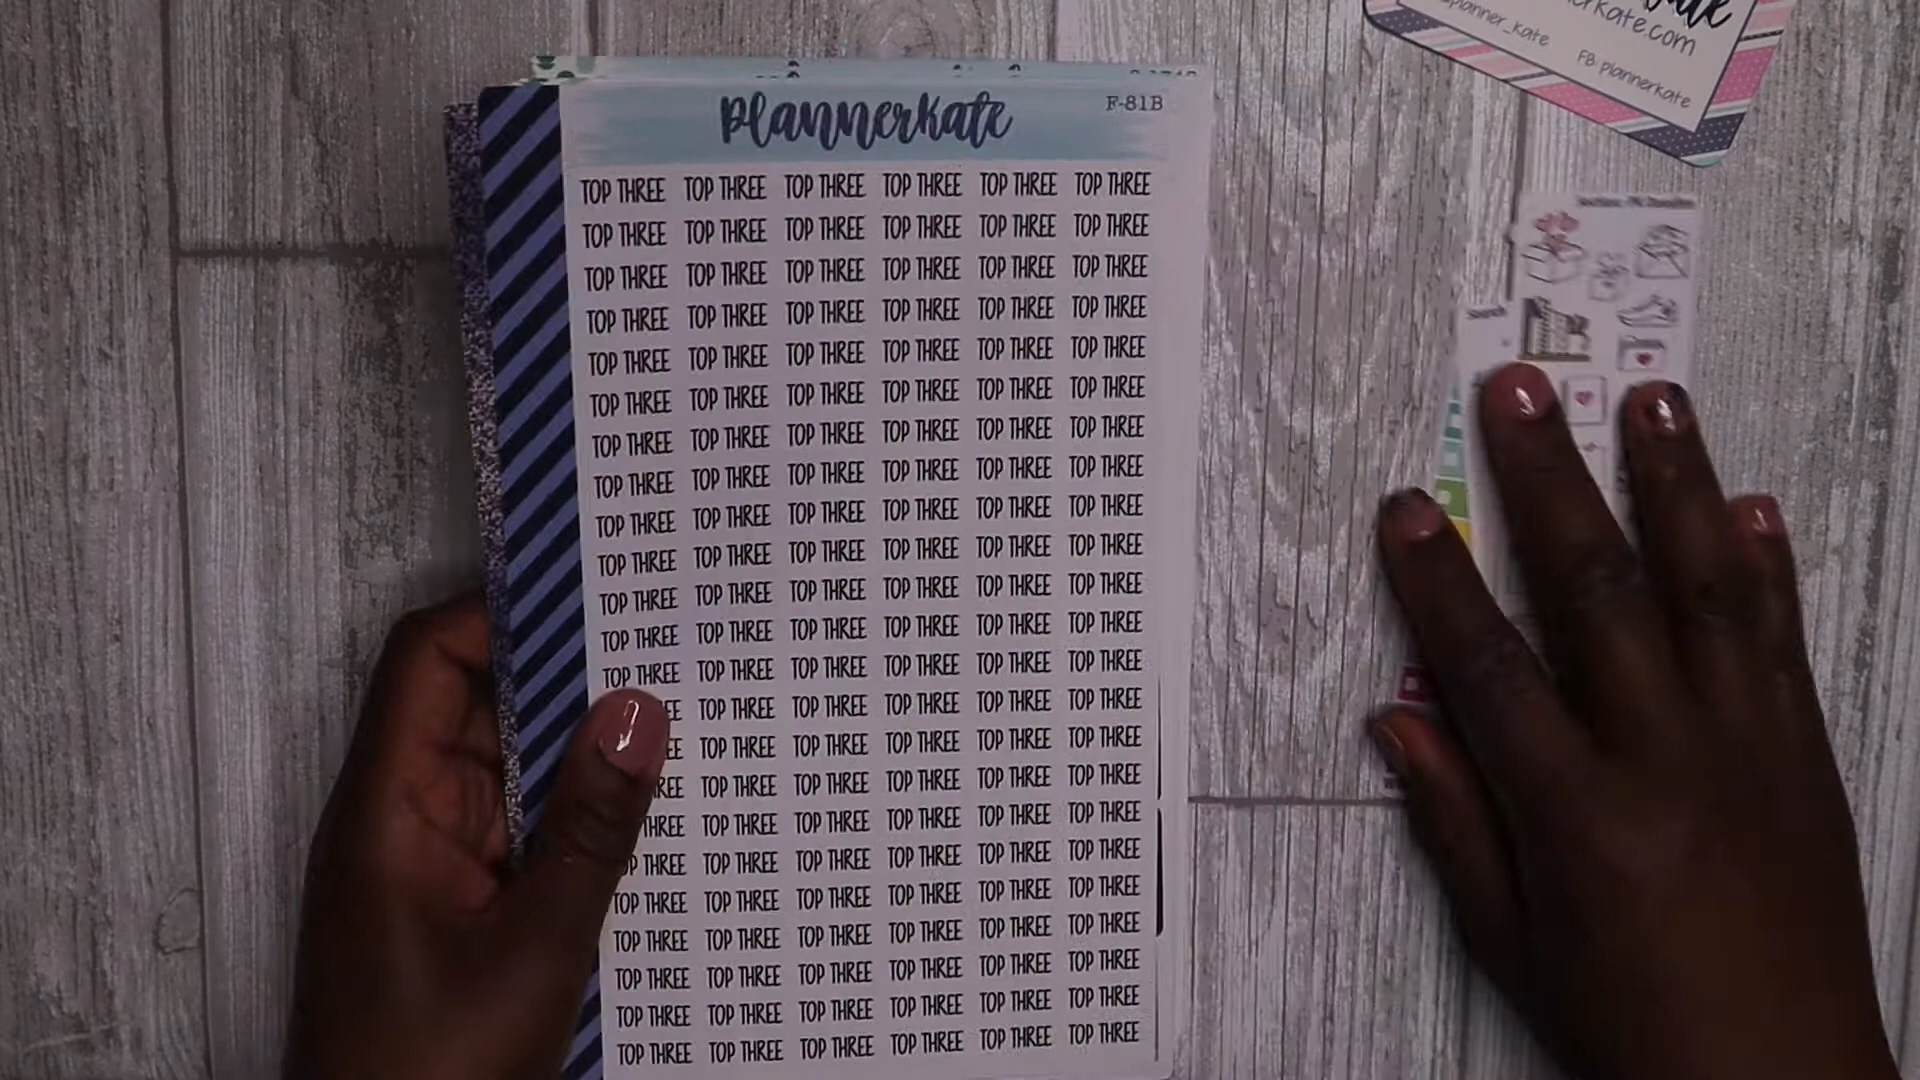 plannerkate.com
planner_kate FB: plannerkate
plannerkate F-81B
TOP THREE TOP THREE TOP THREE TOP THREE TOP THREE TOP THREE
TOP THREE TOP THREE TOP THREE TOP THREE TOP THREE TOP THREE
TOP THREE TOP THREE TOP THREE TOP THREE TOP THREE TOP THREE
TOP THREE TOP THREE TOP THREE TOP THREE TOP THREE TOP THREE
TOP THREE TOP THREE TOP THREE TOP THREE TOP THREE TOP THREE
TOP THREE TOP THREE TOP THREE TOP THREE TOP THREE TOP THREE
TOP THREE TOP THREE TOP THREE TOP THREE TOP THREE TOP THREE
TOP THREE TOP THREE TOP THREE TOP THREE TOP THREE TOP THREE
TOP THREE TOP THREE TOP THREE TOP THREE TOP THREE TOP THREE
TOP THREE TOP THREE TOP THREE TOP THREE TOP THREE TOP THREE
TOP THREE TOP THREE TOP THREE TOP THREE TOP THREE TOP THREE
TOP THREE TOP THREE TOP THREE TOP THREE TOP THREE TOP THREE
TOP THREE TOP THREE TOP THREE TOP THREE TOP THREE TOP THREE
EE TOP THREE TOP THREE TOP THREE TOP THREE TOP THREE
EE TOP THREE TOP THREE TOP THREE TOP THREE TOP THREE
REE TOP THREE TOP THREE TOP THREE TOP THREE TOP THREE
THREE TOP THREE TOP THREE TOP THREE TOP THREE TOP THREE
OP THREE TOP THREE TOP THREE TOP THREE TOP THREE TOP THREE
TOP THREE TOP THREE TOP THREE TOP THREE TOP THREE TOP THREE
TOP THREE TOP THREE TOP THREE TOP THREE TOP THREE TOP THREE
TOP THREE TOP THREE TOP THREE TOP THREE TOP THREE TOP THREE
TOP THREE TOP THREE TOP THREE TOP THREE TOP THREE TOP THREE
TOP THREE TOP THREE TOP THREE TOP THREE TOP THREE TOP THREE